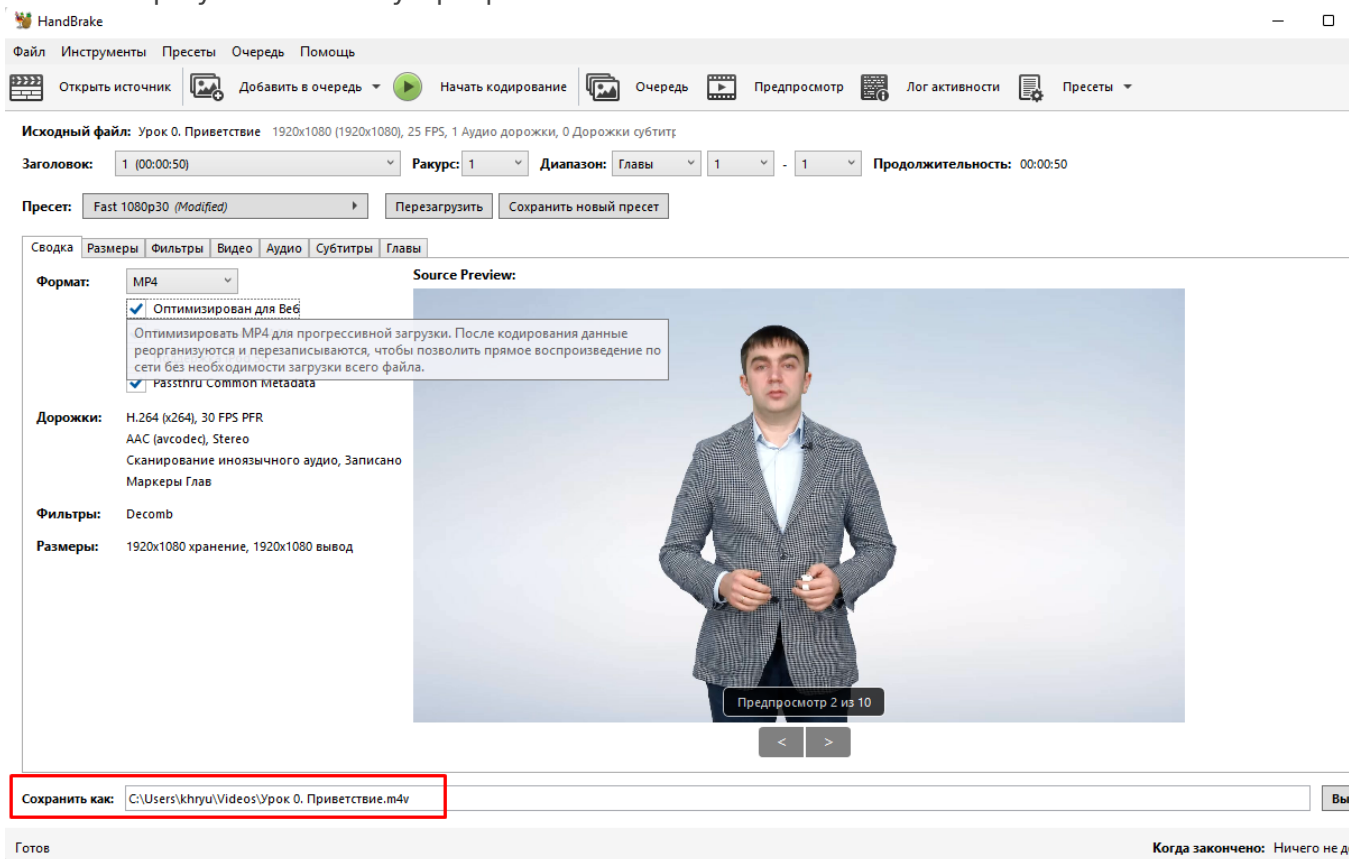 HandBrake
Файл Инструменты Пресеты Очередь Помощь
Открыть источник Добавить в очередь Начать кодирование Очередь Предпросмотр Лог активности Пресеты
Исходный файл: Урок 0. Приветствие 1920x1080 (1920x1080), 25 FPS, 1 Аудио дорожки, 0 Дорожки субтитр
Заголовок: 1 (00:00:50) Ракурс: 1 Диапазон: Главы 1 - 1 Продолжительность: 00:00:50
Пресет: Fast 1080p30 (Modified) Перезагрузить Сохранить новый пресет
Сводка Размеры Фильтры Видео Аудио Субтитры Главы
Формат: MP4 Source Preview:
Оптимизирован для Веб
Оптимизировать MP4 для прогрессивной загрузки. После кодирования данные
реорганизуются и перезаписываются, чтобы позволить прямое воспроизведение по
сети без необходимости загрузки всего файла.
Passthru Common Metadata
Дорожки: H.264 (x264), 30 FPS PFR
AAC (avcodec), Stereo
Сканирование иноязычного аудио, Записано
Маркеры Глав
Фильтры: Decomb
Размеры: 1920x1080 хранение, 1920x1080 вывод
Предпросмотр 2 из 10
< >
Сохранить как: C:\Users\khryu\Videos\Урок 0. Приветствие.m4v Вы
Готов Когда закончено: Ничего не д